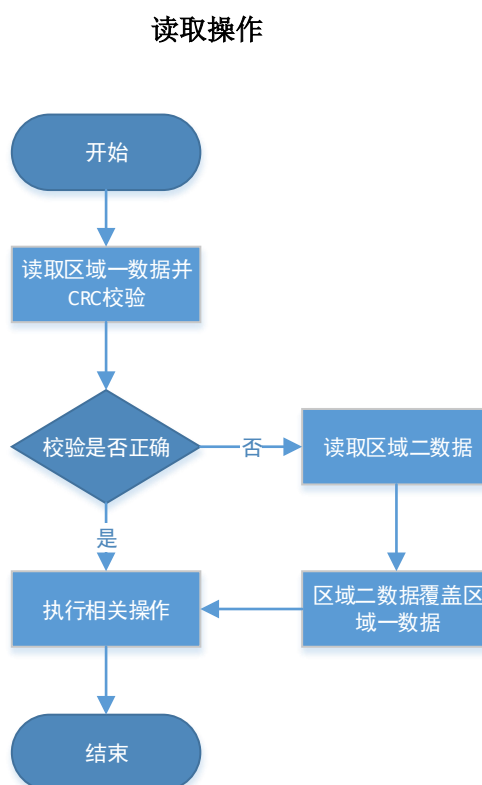 读取操作
开始
读取区域一数据并
CRC校验
校验是否正确
否
读取区域二数据
是
执行相关操作
区域二数据覆盖区
域一数据
结束